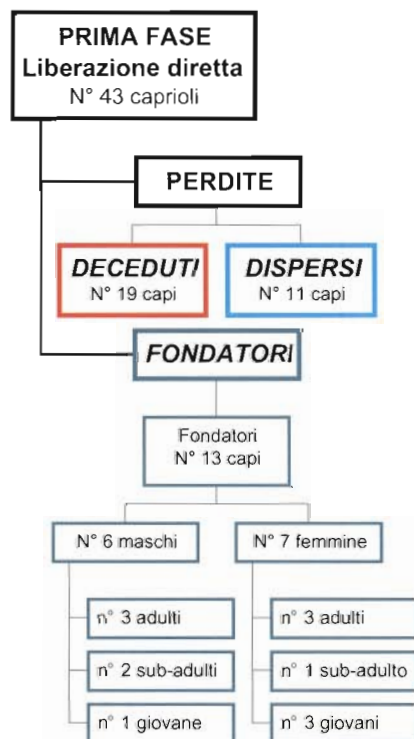 PRIMA FASE
Liberazione diretta
N° 43 caprioli
PERDITE
DECEDUTI
N° 19 capi
DISPERSI
N° 11 capi
FONDATORI
Fondatori
N° 13 capi
N° 6 maschi
N° 7 femmine
n° 3 adulti
n° 2 sub-adulti
n° 1 giovane
n° 3 adulti
n° 1 sub-adulto
n° 3 giovani